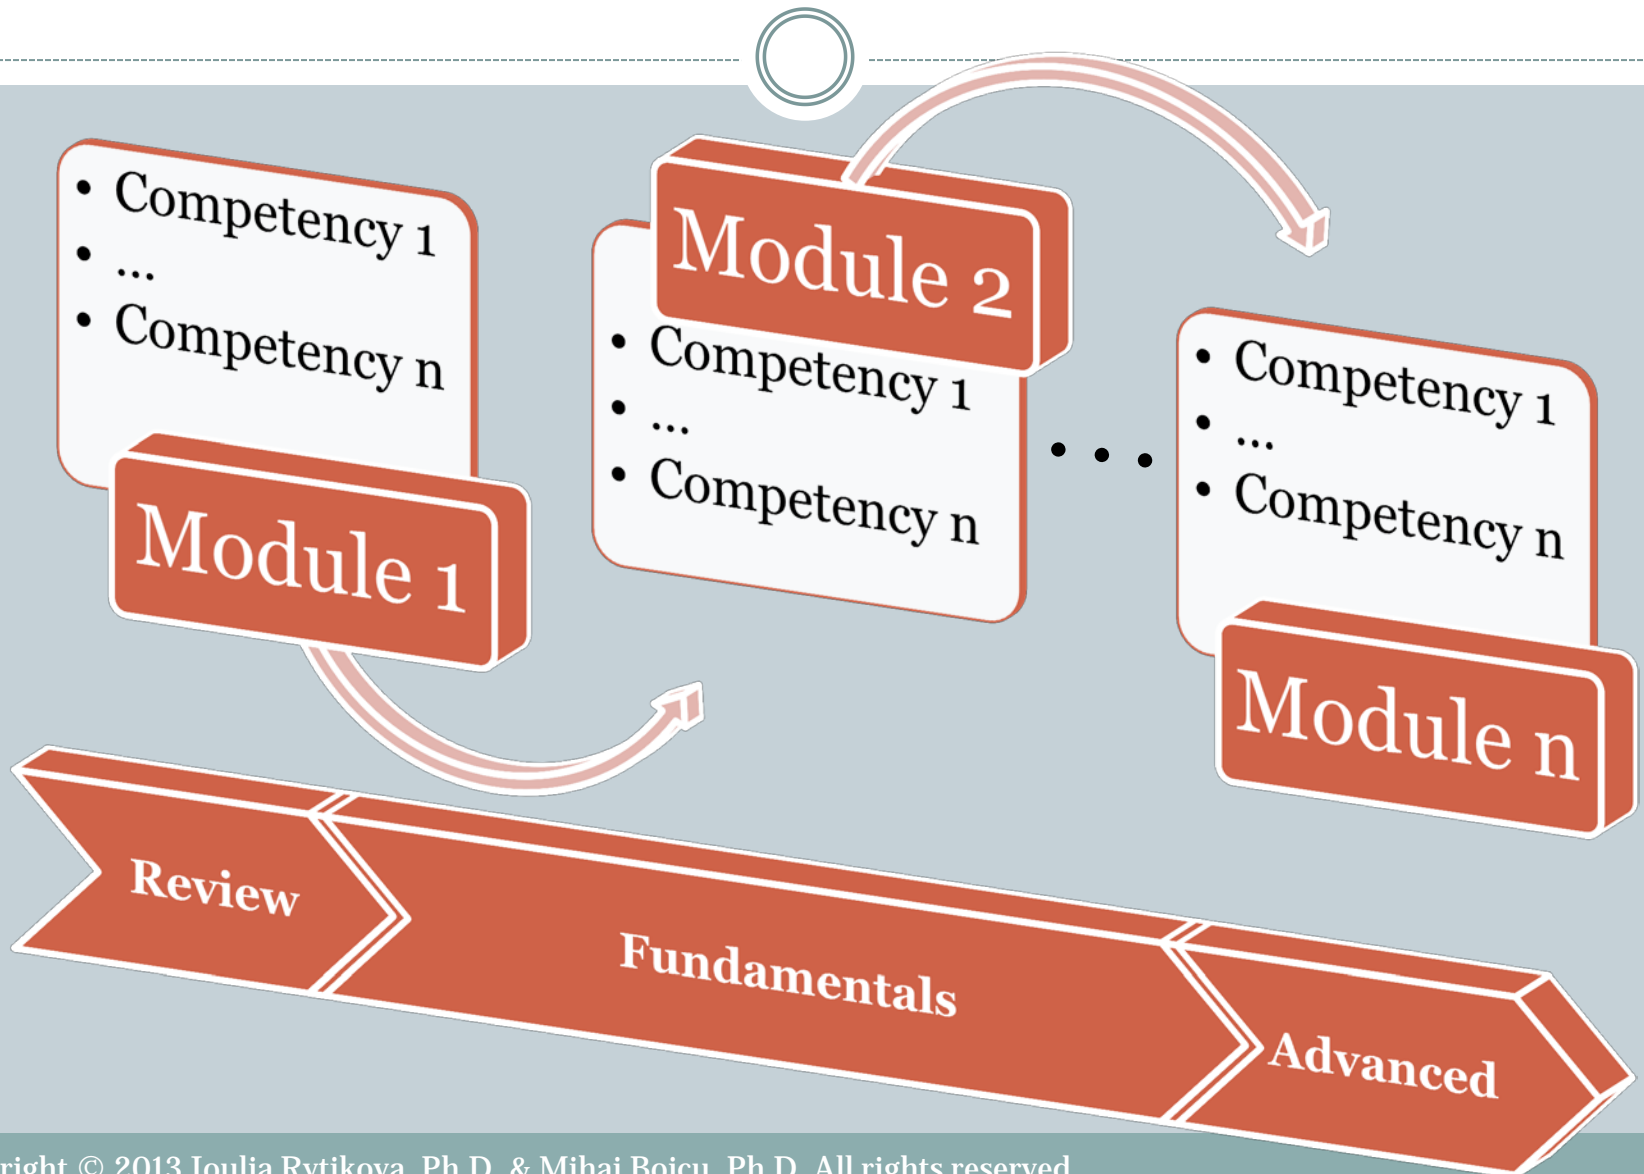 • Competency 1
• ...
• Competency n
Module 1
Module 2
• Competency 1
• ...
• Competency n
• • •
• Competency 1
• ...
• Competency n
Module n
Review
Fundamentals
Advanced
right © 2013 Ioulia Rytikova, Ph.D. & Mihai Boicu, Ph.D. All rights reserved